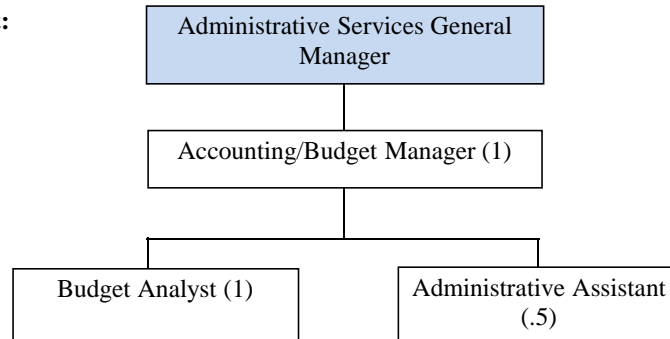 Administrative Services General
Manager
Accounting/Budget Manager (1)
Budget Analyst (1)
Administrative Assistant
(.5)